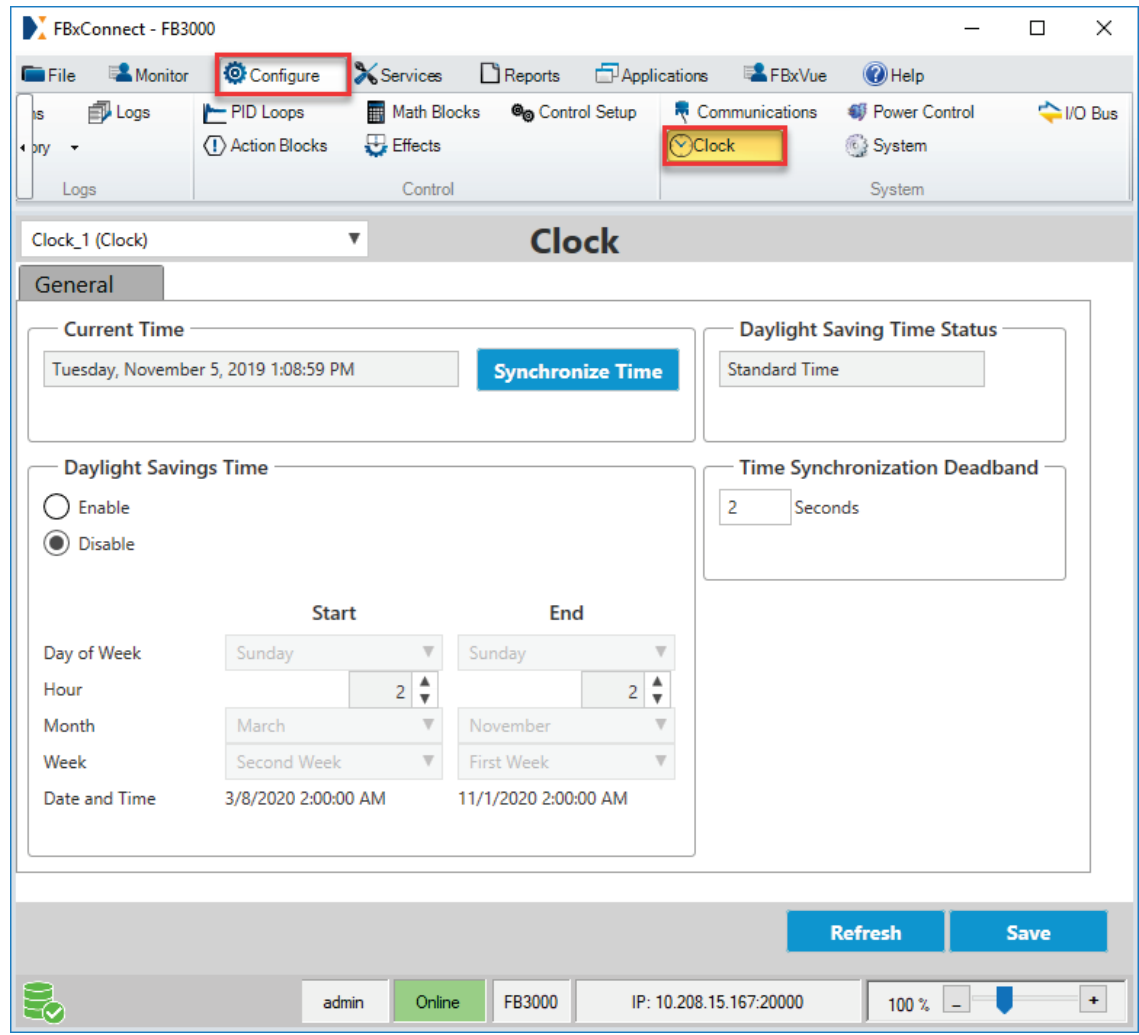 FBxConnect - FB3000
File Monitor Configure Services Reports Applications FBxVue Help
ns Logs PID Loops Math Blocks Control Setup Communications Power Control I/O Bus
ory Action Blocks Effects Clock System
Logs Control System
Clock_1 (Clock) Clock
General
Current Time
Tuesday, November 5, 2019 1:08:59 PM Synchronize Time
Daylight Saving Time Status
Standard Time
Daylight Savings Time
Enable
Disable
Time Synchronization Deadband
2 Seconds
Start End
Day of Week Sunday Sunday
Hour 2 2
Month March November
Week Second Week First Week
Date and Time 3/8/2020 2:00:00 AM 11/1/2020 2:00:00 AM
Refresh Save
admin Online FB3000 IP: 10.208.15.167:20000 100 % - +